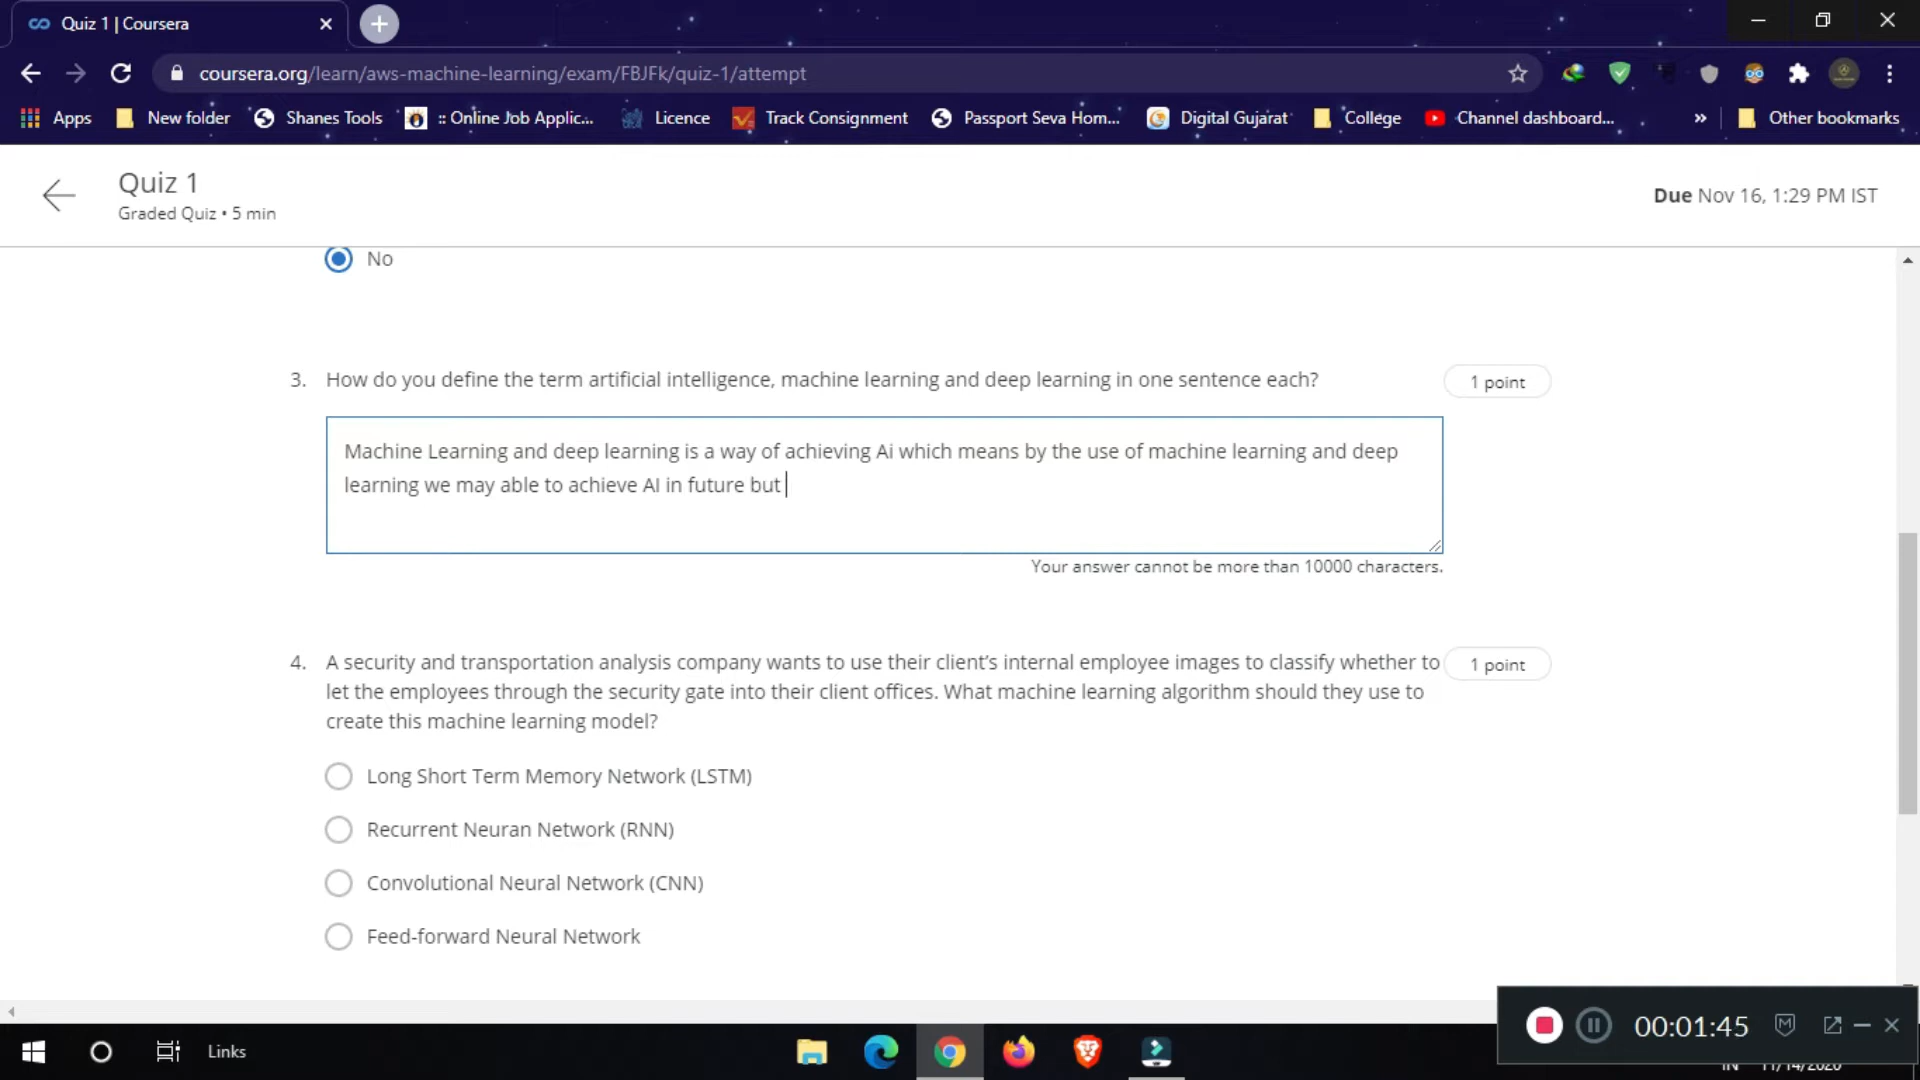 Quiz 1 | Coursera
coursera.org/learn/aws-machine-learning/exam/FBJFk/quiz-1/attempt
Apps New folder Shanes Tools :: Online Job Applic... Licence Track Consignment Passport Seva Hom... Digital Gujarat College Channel dashboard... » Other bookmarks
Quiz 1
Graded Quiz • 5 min
Due Nov 16, 1:29 PM IST
No
3. How do you define the term artificial intelligence, machine learning and deep learning in one sentence each?
1 point
Machine Learning and deep learning is a way of achieving Ai which means by the use of machine learning and deep
learning we may able to achieve AI in future but
Your answer cannot be more than 10000 characters.
4. A security and transportation analysis company wants to use their client's internal employee images to classify whether to
1 point
let the employees through the security gate into their client offices. What machine learning algorithm should they use to
create this machine learning model?
Long Short Term Memory Network (LSTM)
Recurrent Neuran Network (RNN)
Convolutional Neural Network (CNN)
Feed-forward Neural Network
00:01:45
Links